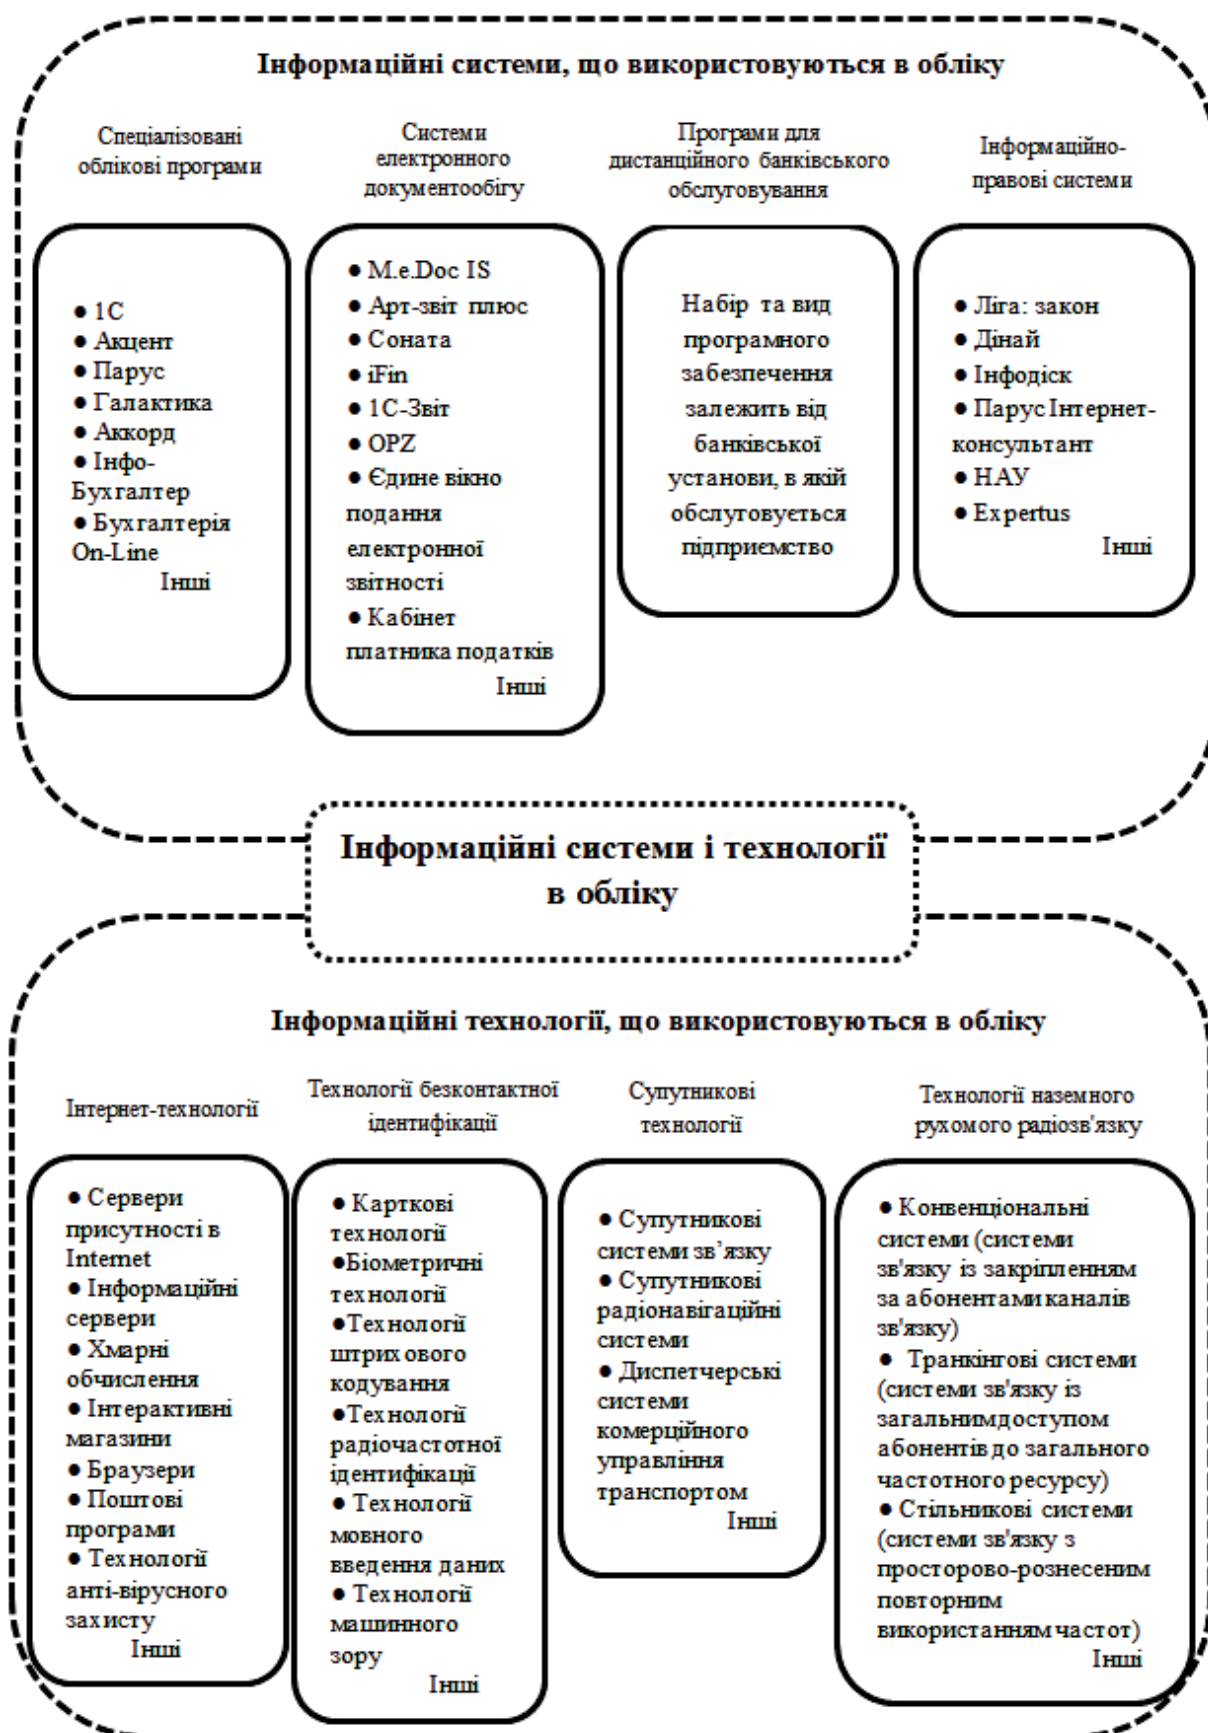 Інформаційні системи, що використовуються в обліку
Спеціалізовані
облікові програми
● 1С
● Акцент
● Парус
● Галактика
● Аккорд
● Інфо-
Бухгалтер
● Бухгалтерія
On-Line
Інші
Системи
електронного
документообігу
● M.e.Doc IS
● Арт-звіт плюс
● Соната
● iFin
● 1С-Звіт
● OPZ
● Єдине вікно
подання
електронної
звітності
● Кабінет
платника податків
Інші
Програми для
дистанційного банківського
обслуговування
Набір та вид
програмного
забезпечення
залежить від
банківської
установи, в якій
обслуговується
підприємство
Інформаційно-
правові системи
● Ліга: закон
● Дінай
● Інфодіск
● Парус Інтернет-
консультант
● НАУ
● Expertus
Інші
Інформаційні системи і технології
в обліку
Інформаційні технології, що використовуються в обліку
Інтернет-технології
● Сервери
присутності в
Internet
● Інформаційні
сервери
● Хмарні
обчислення
● Інтерактивні
магазини
● Браузери
● Поштові
програми
● Технології
анті-вірусного
захисту
Інші
Технології безконтактної
ідентифікації
● Карткові
технології
●Біометричні
технології
●Технології
штрихового
кодування
●Технології
радіочастотної
ідентифікації
● Технології
мовного
введення даних
● Технології
машинного
зору
Інші
Супутникові
технології
● Супутникові
системи зв’язку
● Супутникові
радіонавігаційні
системи
● Диспетчерські
системи
комерційного
управління
транспортом
Інші
Технології наземного
рухомого радіозв'язку
● Конвенціональні
системи (системи
зв'язку із закріпленням
за абонентами каналів
зв'язку)
● Транкінгові системи
(системи зв'язку із
загальним доступом
абонентів до загального
частотного ресурсу)
● Стільникові системи
(системи зв'язку з
просторово-рознесеним
повторним
використанням частот)
Інші